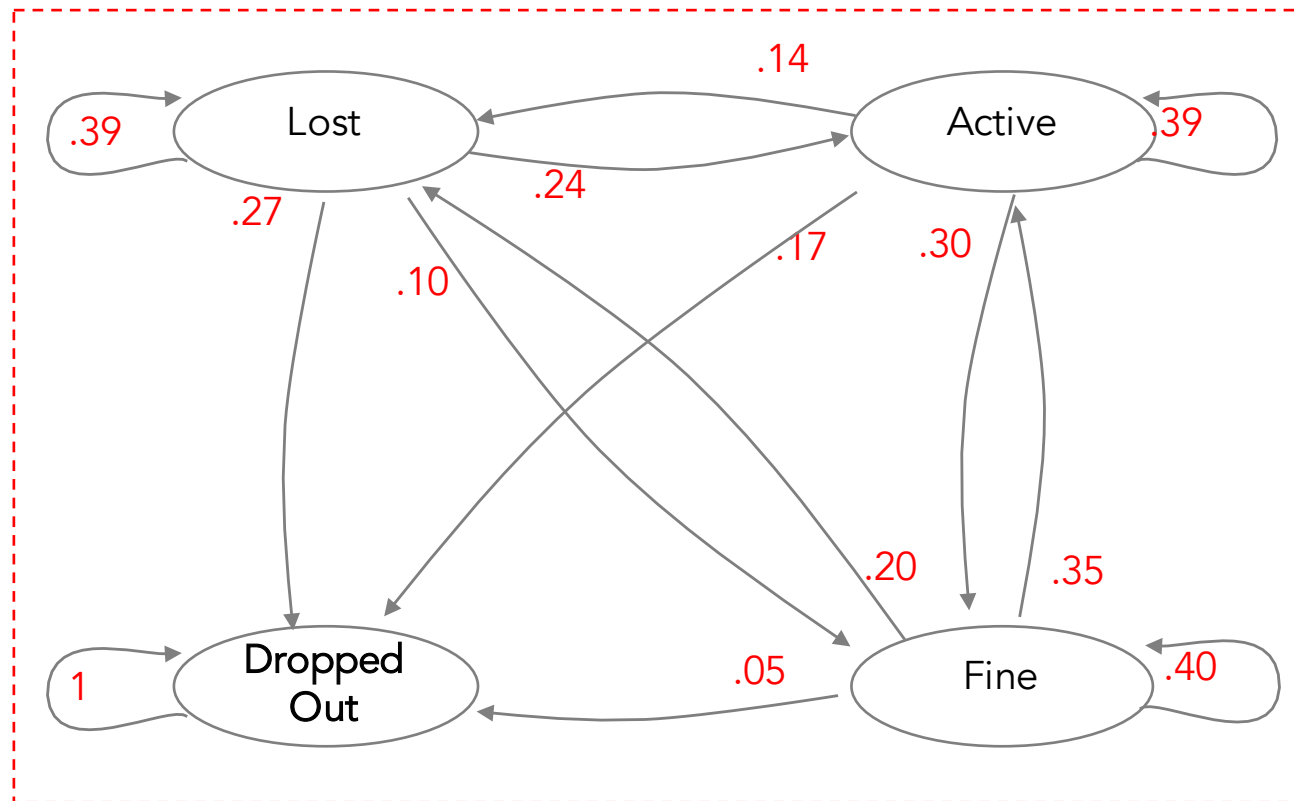 .14
Lost
Active
.39
.39
.24
.27
.17
.30
.10
.20
.35
Dropped
Out
.05
Fine
.40
1